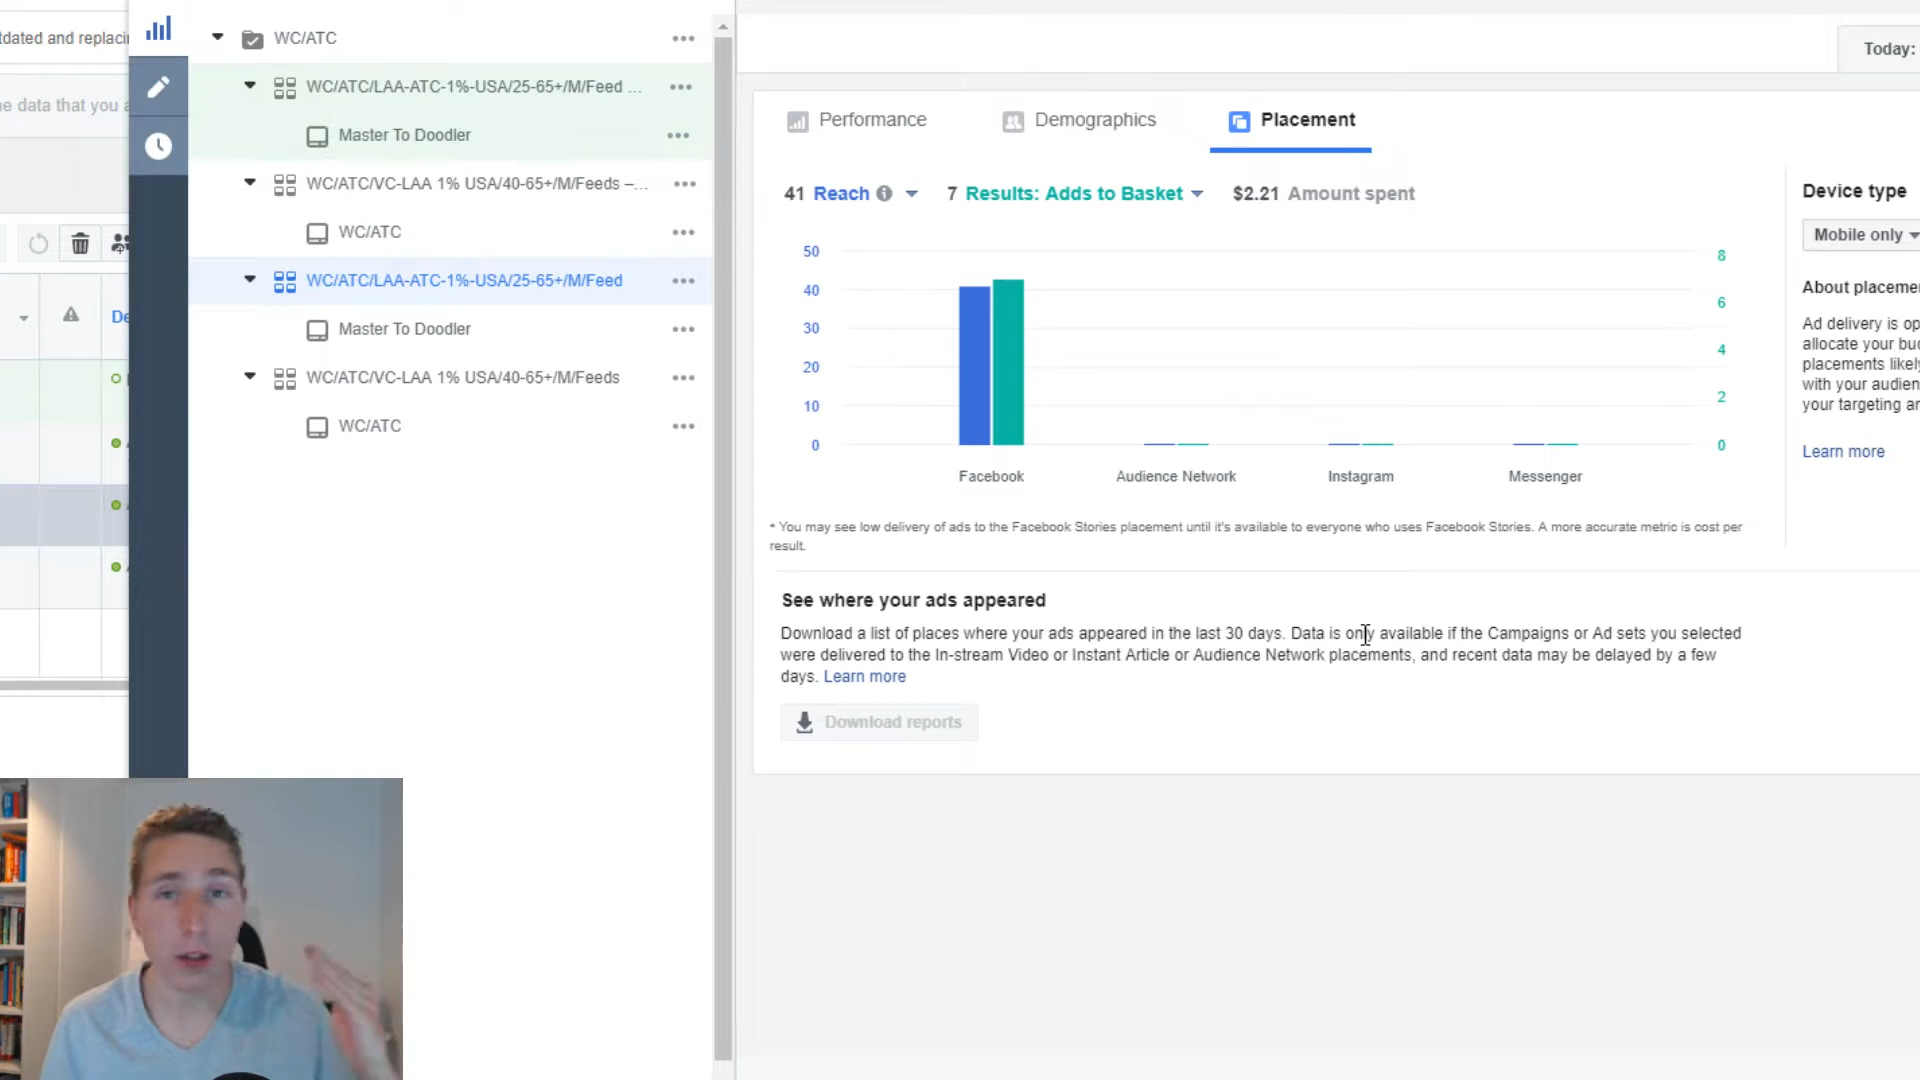 tdated and replacin
e data that you a
De
WC/ATC
WC/ATC/LAA-ATC-1%-USA/25-65+/M/Feed ...
Master To Doodler
WC/ATC/VC-LAA 1% USA/40-65+/M/Feeds –...
WC/ATC
WC/ATC/LAA-ATC-1%-USA/25-65+/M/Feed
Master To Doodler
WC/ATC/VC-LAA 1% USA/40-65+/M/Feeds
WC/ATC
Today:
Performance
Demographics
Placement
41 Reach
7 Results: Adds to Basket
$2.21 Amount spent
50
40
30
20
10
0
8
6
4
2
0
Facebook
Audience Network
Instagram
Messenger
* You may see low delivery of ads to the Facebook Stories placement until it's available to everyone who uses Facebook Stories. A more accurate metric is cost per
result.
See where your ads appeared
Download a list of places where your ads appeared in the last 30 days. Data is only available if the Campaigns or Ad sets you selected
were delivered to the In-stream Video or Instant Article or Audience Network placements, and recent data may be delayed by a few
days. Learn more
Download reports
Device type
Mobile only
About placemen
Ad delivery is op
allocate your bud
placements likely
with your audien
your targeting an
Learn more